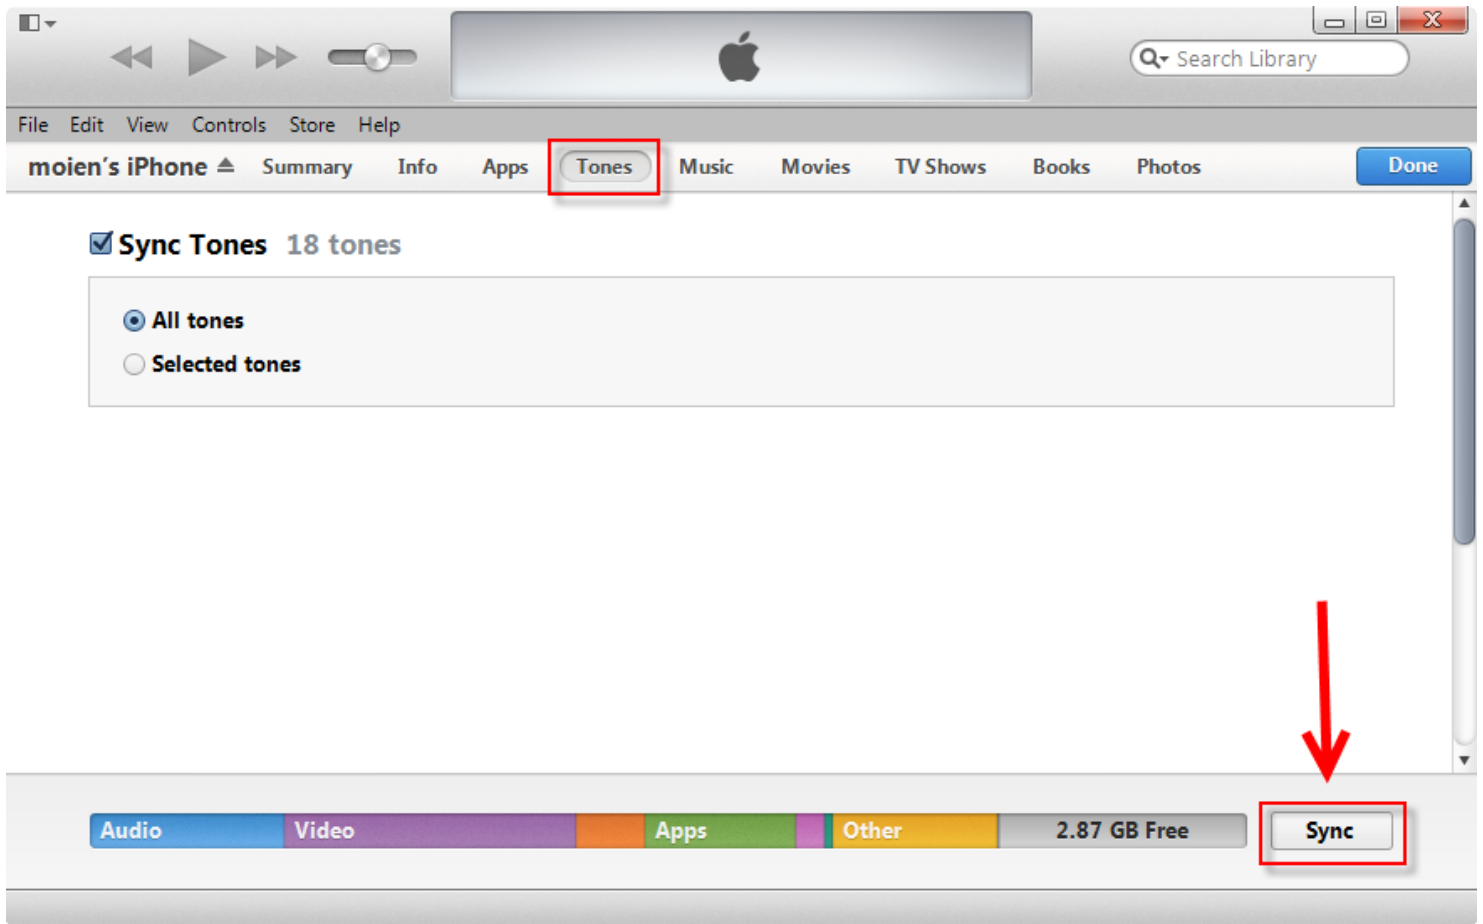 Search Library
File Edit View Controls Store Help
moien's iPhone Summary Info Apps Tones Music Movies TV Shows Books Photos Done
Sync Tones 18 tones
All tones
Selected tones
Audio Video Apps Other 2.87 GB Free Sync